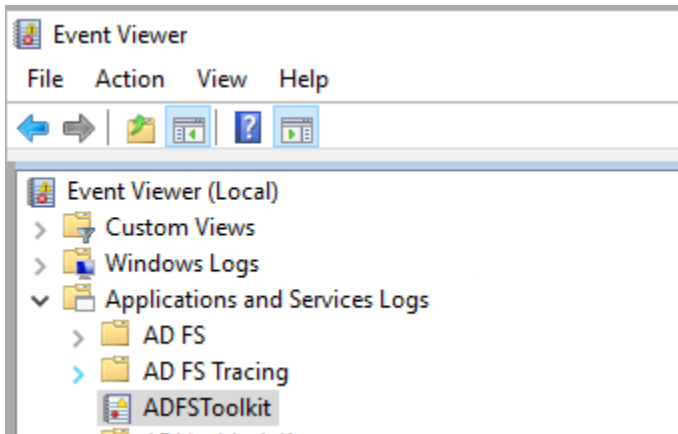 Event Viewer
File Action View Help
Event Viewer (Local)
Custom Views
Windows Logs
Applications and Services Logs
AD FS
AD FS Tracing
ADFSToolkit